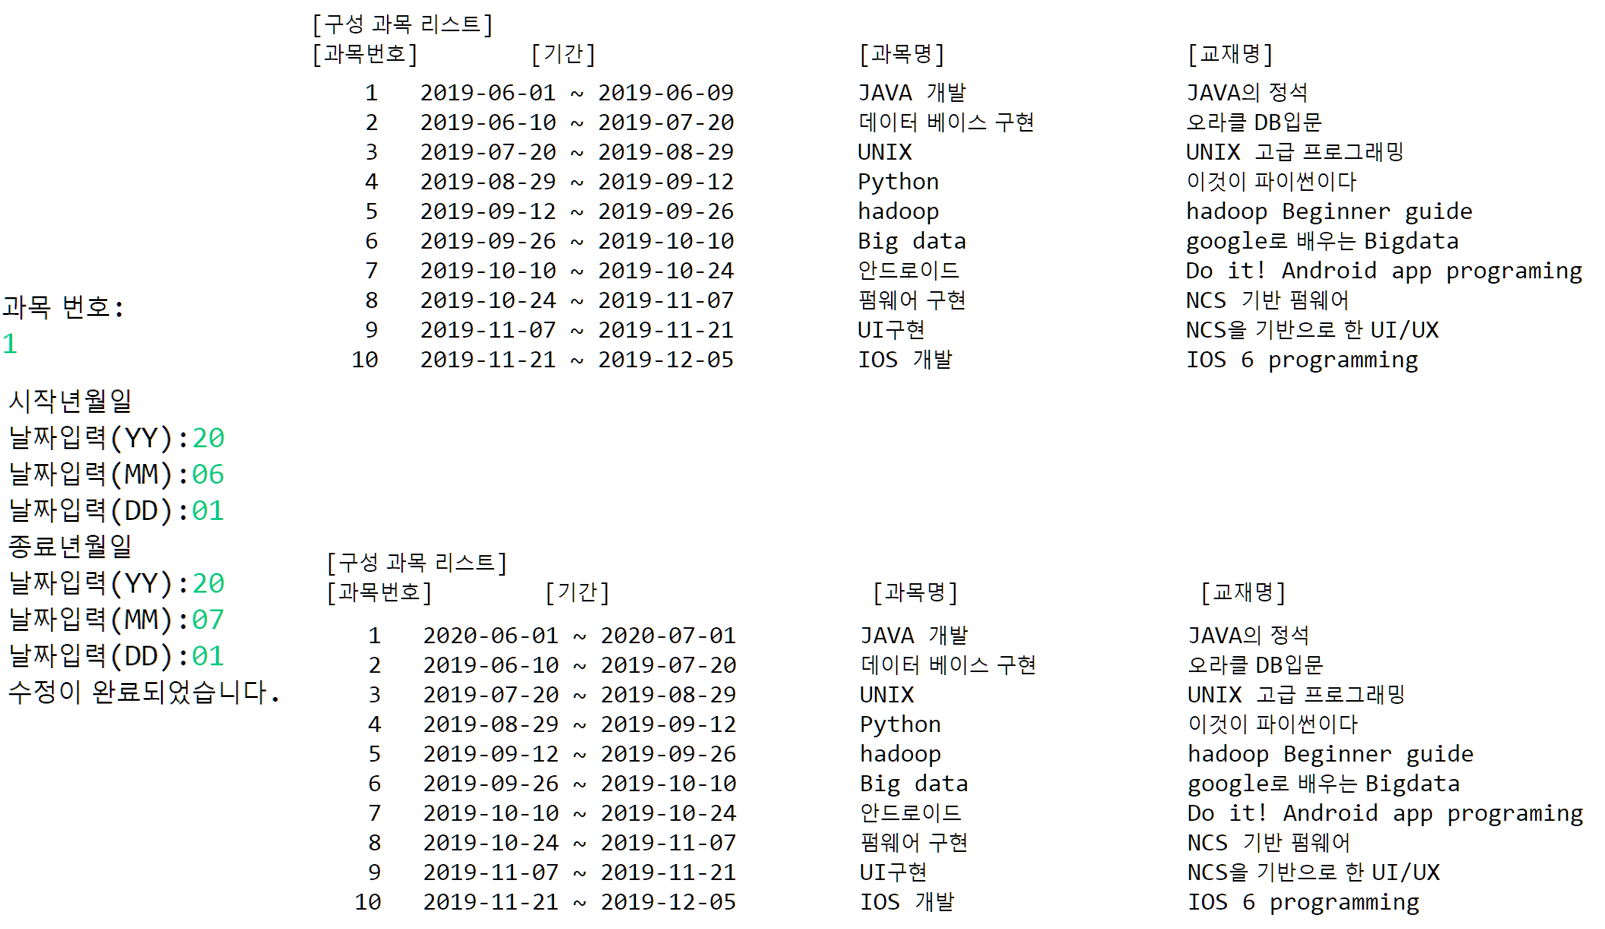 [구성 과목 리스트]
[과목번호] [기간] [과목명] [교재명]
1 2019-06-01 ~ 2019-06-09 JAVA 개발 JAVA의 정석
2 2019-06-10 ~ 2019-07-20 데이터 베이스 구현 오라클 DB입문
3 2019-07-20 ~ 2019-08-29 UNIX UNIX 고급 프로그래밍
4 2019-08-29 ~ 2019-09-12 Python 이것이 파이썬이다
5 2019-09-12 ~ 2019-09-26 hadoop hadoop Beginner guide
6 2019-09-26 ~ 2019-10-10 Big data google로 배우는 Bigdata
7 2019-10-10 ~ 2019-10-24 안드로이드 Do it! Android app programing
8 2019-10-24 ~ 2019-11-07 펌웨어 구현 NCS 기반 펌웨어
9 2019-11-07 ~ 2019-11-21 UI구현 NCS을 기반으로 한 UI/UX
10 2019-11-21 ~ 2019-12-05 IOS 개발 IOS 6 programming
과목 번호:
1
시작년월일
날짜입력(YY):20
날짜입력(MM):06
날짜입력(DD):01
종료년월일
날짜입력(YY):20
날짜입력(MM):07
날짜입력(DD):01
수정이 완료되었습니다.
[구성 과목 리스트]
[과목번호] [기간] [과목명] [교재명]
1 2020-06-01 ~ 2020-07-01 JAVA 개발 JAVA의 정석
2 2019-06-10 ~ 2019-07-20 데이터 베이스 구현 오라클 DB입문
3 2019-07-20 ~ 2019-08-29 UNIX UNIX 고급 프로그래밍
4 2019-08-29 ~ 2019-09-12 Python 이것이 파이썬이다
5 2019-09-12 ~ 2019-09-26 hadoop hadoop Beginner guide
6 2019-09-26 ~ 2019-10-10 Big data google로 배우는 Bigdata
7 2019-10-10 ~ 2019-10-24 안드로이드 Do it! Android app programing
8 2019-10-24 ~ 2019-11-07 펌웨어 구현 NCS 기반 펌웨어
9 2019-11-07 ~ 2019-11-21 UI구현 NCS을 기반으로 한 UI/UX
10 2019-11-21 ~ 2019-12-05 IOS 개발 IOS 6 programming